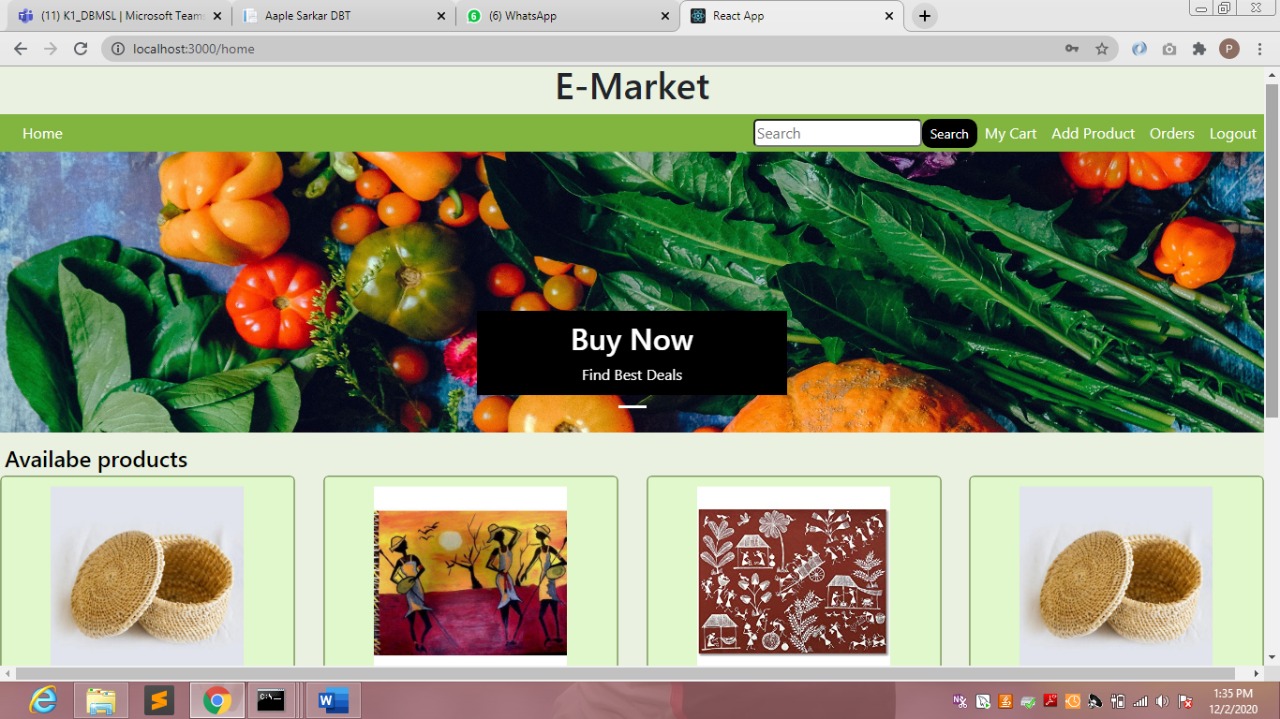 (11) K1_DBMSL | Microsoft Teams
Aaple Sarkar DBT
(6) WhatsApp
React App
localhost:3000/home
P
E-Market
Home
Search
Search
My Cart
Add Product
Orders
Logout
Buy Now
Find Best Deals
Availabe products
1:35 PM
12/2/2020